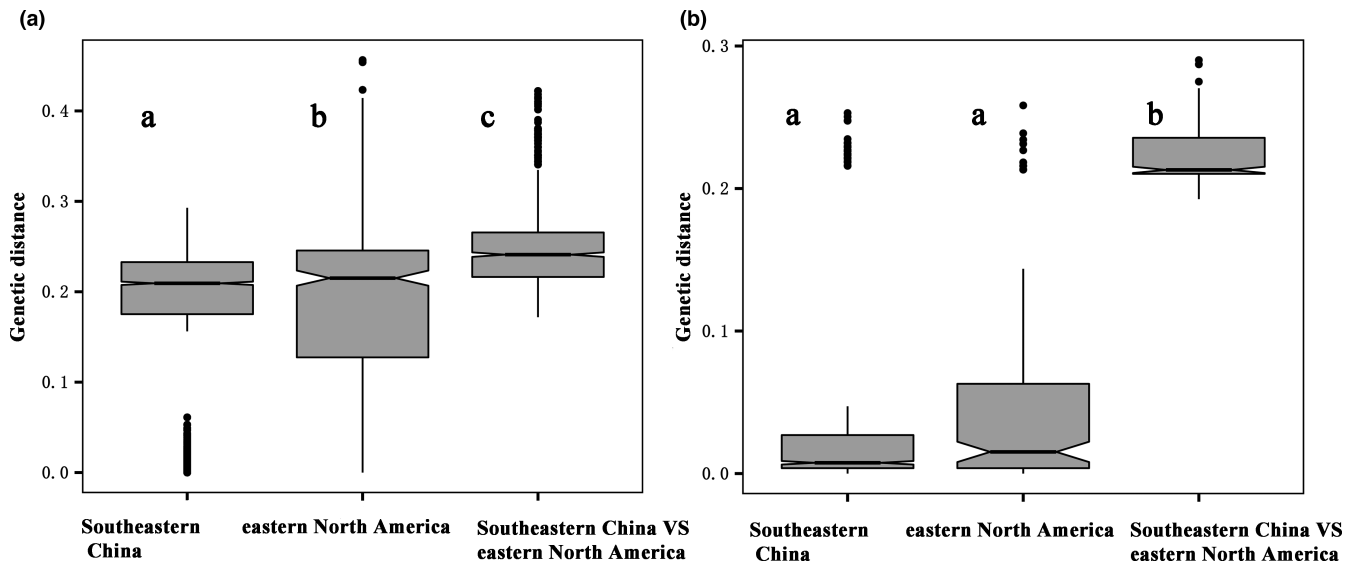 (a)
Genetic distance
0.4
0.3
0.2
0.1
0.0
a
b
c
Southeastern
China
eastern North America
Southeastern China VS
eastern North America
(b)
Genetic distance
0.3
0.2
0.1
0.0
a
a
b
Southeastern
China
eastern North America
Southeastern China VS
eastern North America